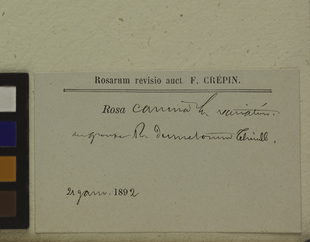 Rosarum revisio auct. F. CRÉPIN.
Rosa canina L. variation.
du groupe R. dumetorum Thuill.
21 janv. 1892